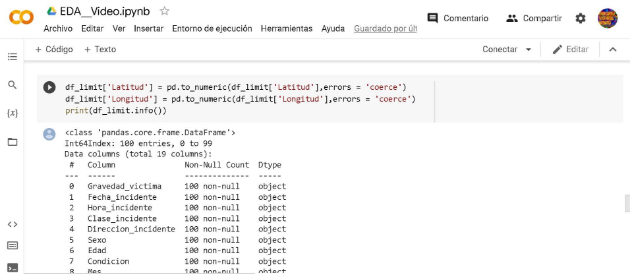 EDA__Video.ipynb
Comentario
Compartir
Archivo Editar Ver Insertar Entorno de ejecución Herramientas Ayuda Guardado por últ
+ Código + Texto
Conectar
Editar
df_limit['Latitud'] = pd.to_numeric(df_limit['Latitud'],errors = 'coerce')
df_limit['Longitud'] = pd.to_numeric(df_limit['Longitud'],errors = 'coerce')
print(df_limit.info())
<class 'pandas.core.frame.DataFrame'>
Int64Index: 100 entries, 0 to 99
Data columns (total 19 columns):
# Column Non-Null Count Dtype
--- ------ -------------- -----
0 Gravedad_victima 100 non-null object
1 Fecha_incidente 100 non-null object
2 Hora_incidente 100 non-null object
3 Clase_incidente 100 non-null object
4 Direccion_incidente 100 non-null object
5 Sexo 100 non-null object
6 Edad 100 non-null object
7 Condicion 100 non-null object
8 Mes 100 non-null object